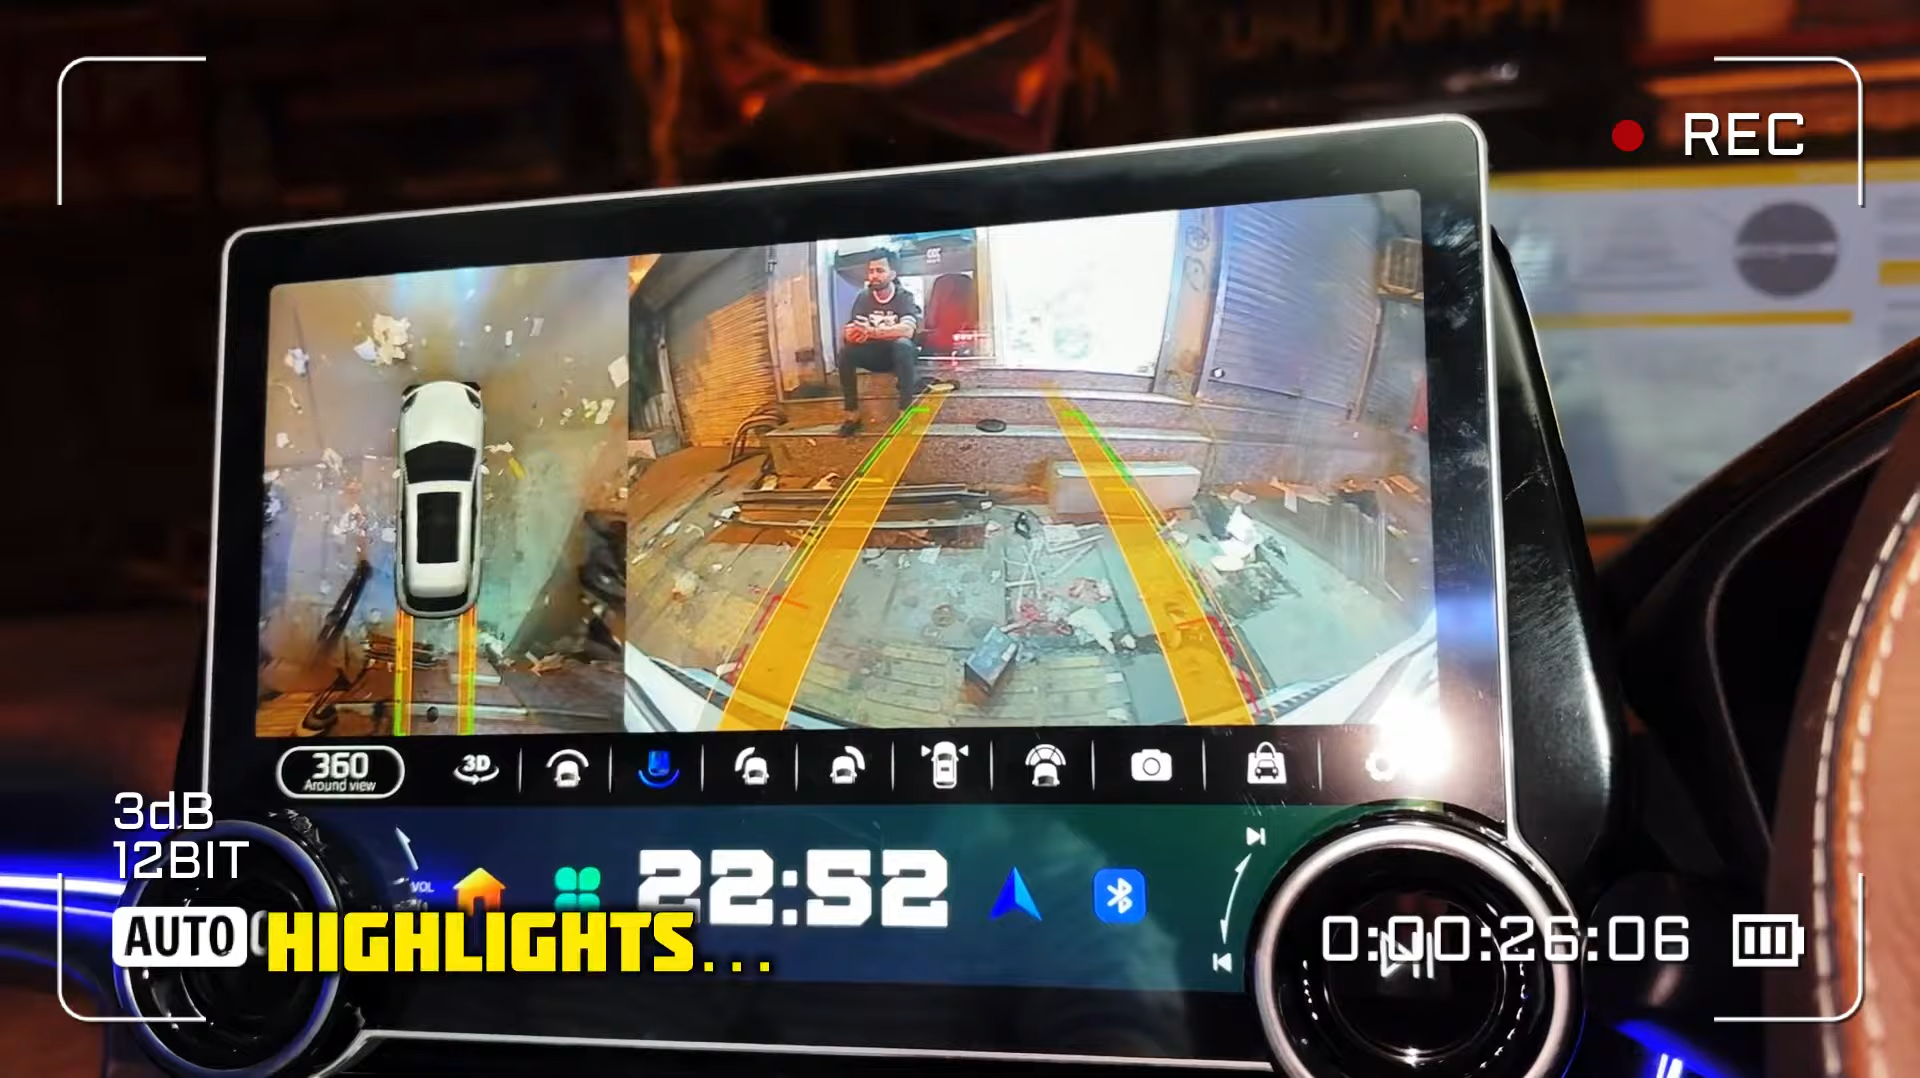 REC
360
Around view
3D
3dB
12BIT
VOL
22:52
AUTO
HIGHLIGHTS...
0:00:26:06